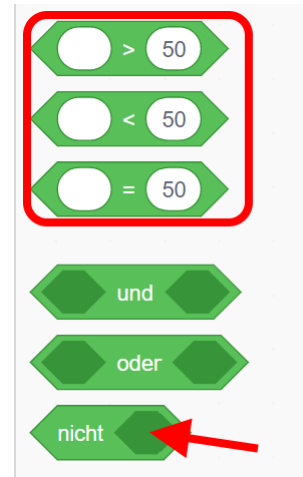 > 50
< 50
= 50
und
oder
nicht